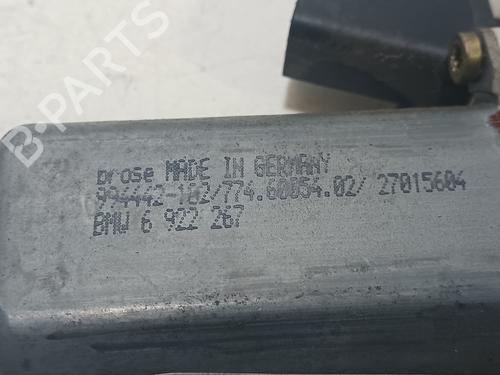 B-PARTS
brose MADE IN GERMANY
994442-102/774.60054.02/ 27015604
BMW 6 922 267